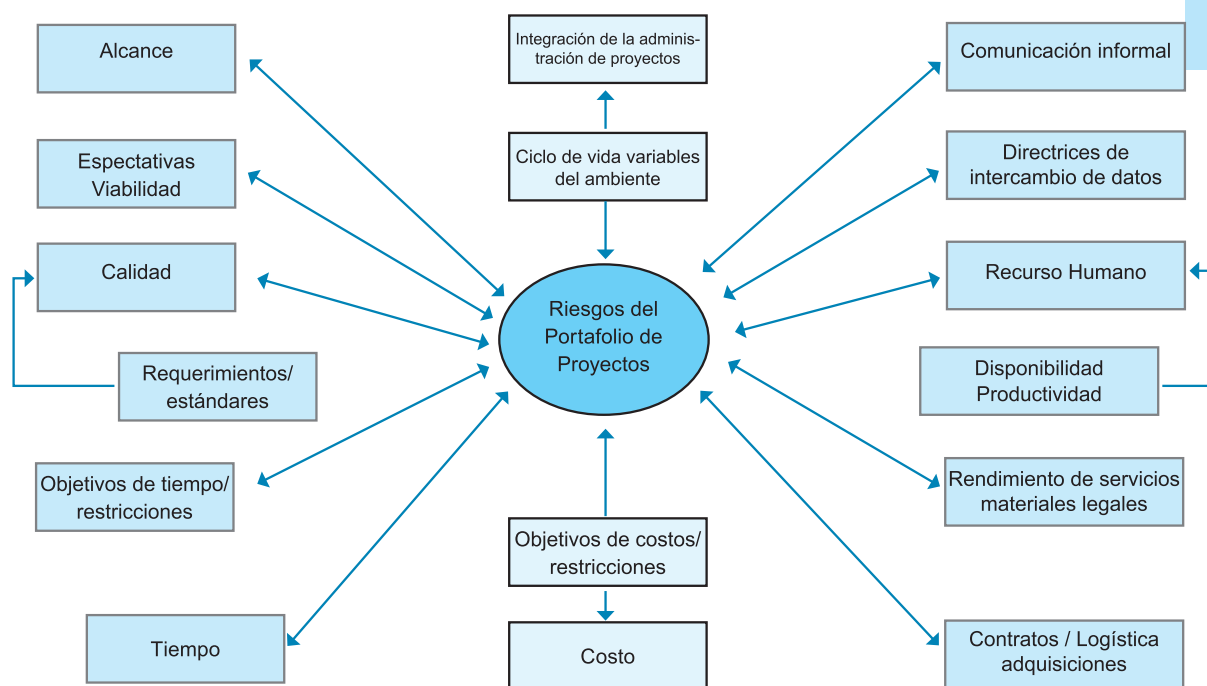 Alcance
Integración de la adminis-
tración de proyectos
Comunicación informal
Espectativas
Viabilidad
Ciclo de vida variables
del ambiente
Directrices de
intercambio de datos
Calidad
Riesgos del
Portafolio de
Proyectos
Recurso Humano
Requerimientos/
estándares
Disponibilidad
Productividad
Objetivos de tiempo/
restricciones
Objetivos de costos/
restricciones
Rendimiento de servicios
materiales legales
Tiempo
Costo
Contratos / Logística
adquisiciones